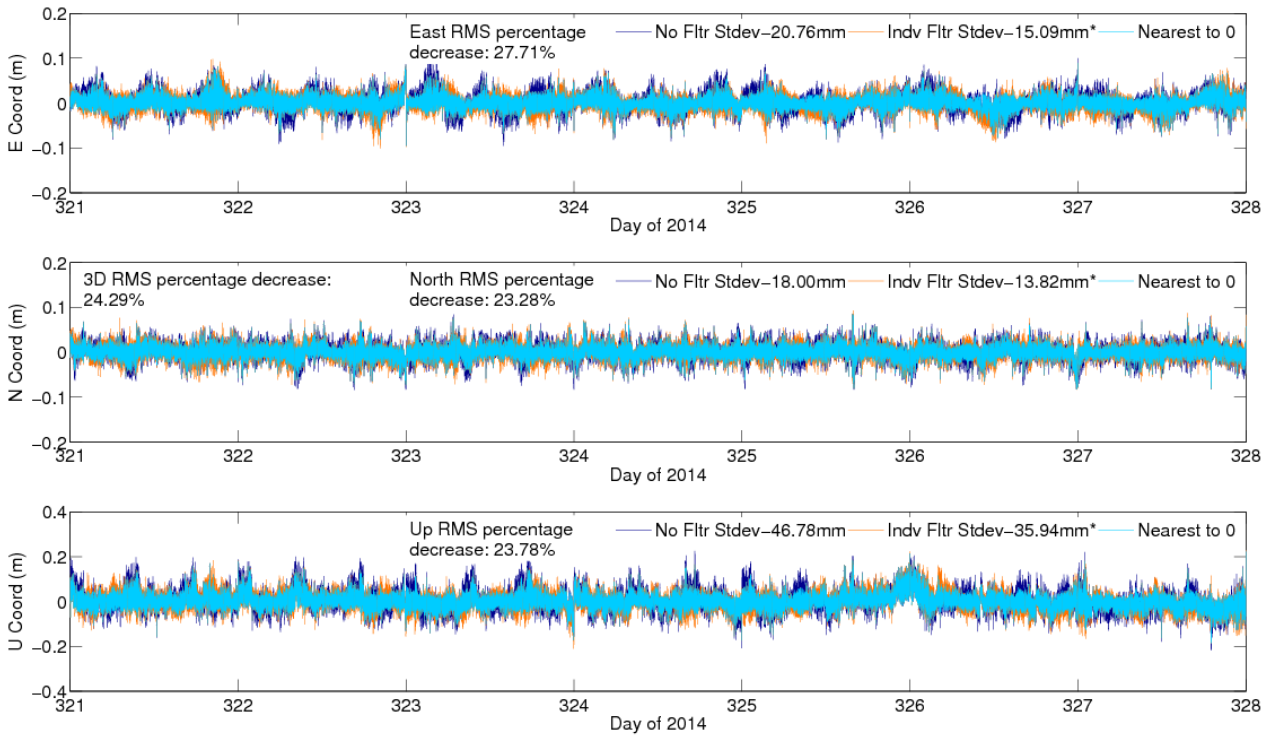 0.2
East RMS percentage decrease: 27.71%
No Fltr Stdev−20.76mm
Indv Fltr Stdev−15.09mm*
Nearest to 0
0.1
0
−0.1
−0.2
E Coord (m)
321 322 323 324 325 326 327 328
Day of 2014
0.2
3D RMS percentage decrease: 24.29%
North RMS percentage decrease: 23.28%
No Fltr Stdev−18.00mm
Indv Fltr Stdev−13.82mm*
Nearest to 0
0.1
0
−0.1
−0.2
N Coord (m)
321 322 323 324 325 326 327 328
Day of 2014
0.4
Up RMS percentage decrease: 23.78%
No Fltr Stdev−46.78mm
Indv Fltr Stdev−35.94mm*
Nearest to 0
0.2
0
−0.2
−0.4
U Coord (m)
321 322 323 324 325 326 327 328
Day of 2014